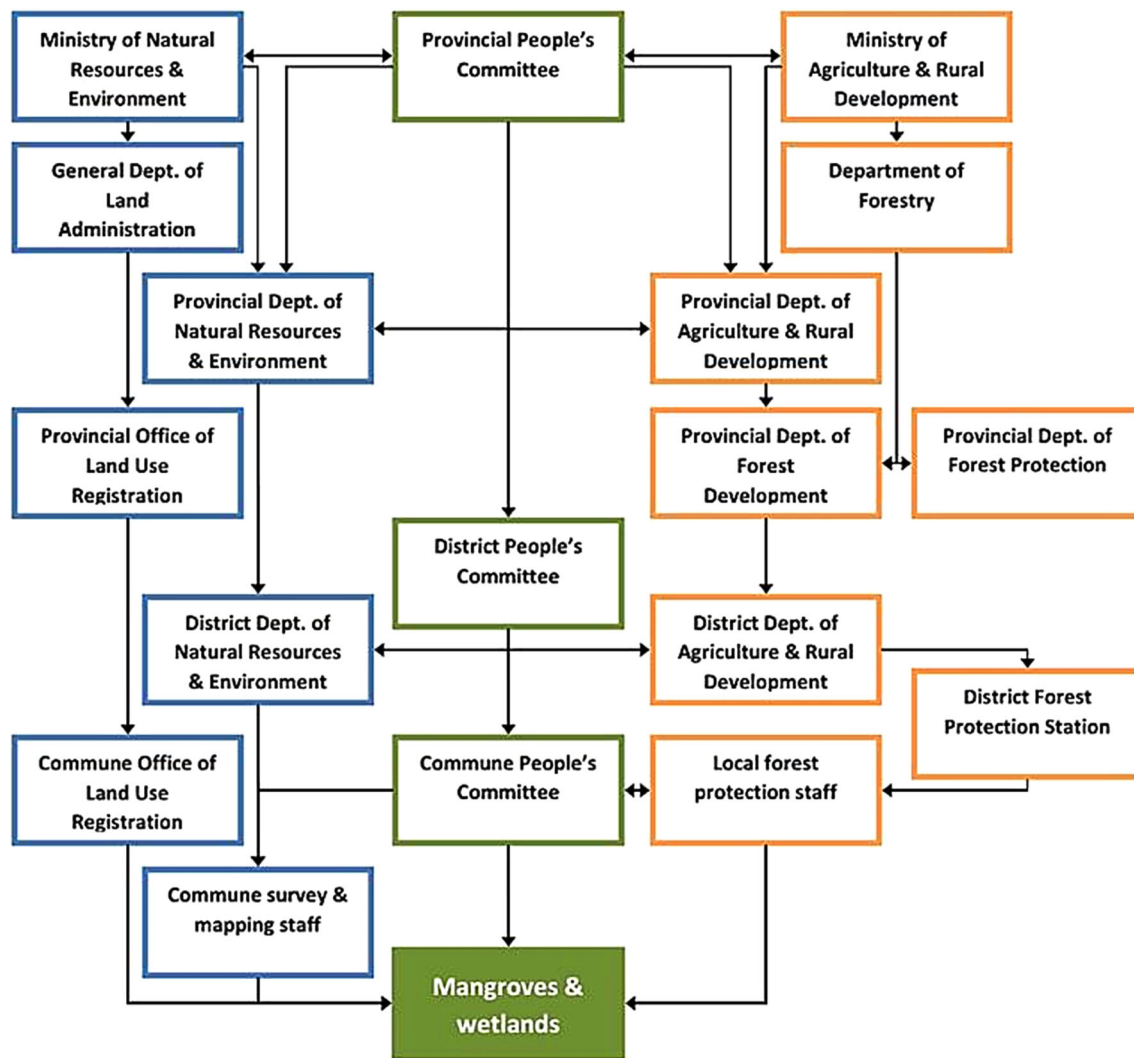 Ministry of Natural
Resources &
Environment
Provincial People's
Committee
Ministry of
Agriculture & Rural
Development
General Dept. of
Land
Administration
Department of
Forestry
Provincial Dept. of
Natural Resources
& Environment
Provincial Dept. of
Agriculture & Rural
Development
Provincial Office of
Land Use
Registration
Provincial Dept. of
Forest
Development
Provincial Dept. of
Forest Protection
District People's
Committee
District Dept. of
Natural Resources
& Environment
District Dept. of
Agriculture & Rural
Development
District Forest
Protection Station
Commune Office of
Land Use
Registration
Commune People's
Committee
Local forest
protection staff
Commune survey &
mapping staff
Mangroves &
wetlands